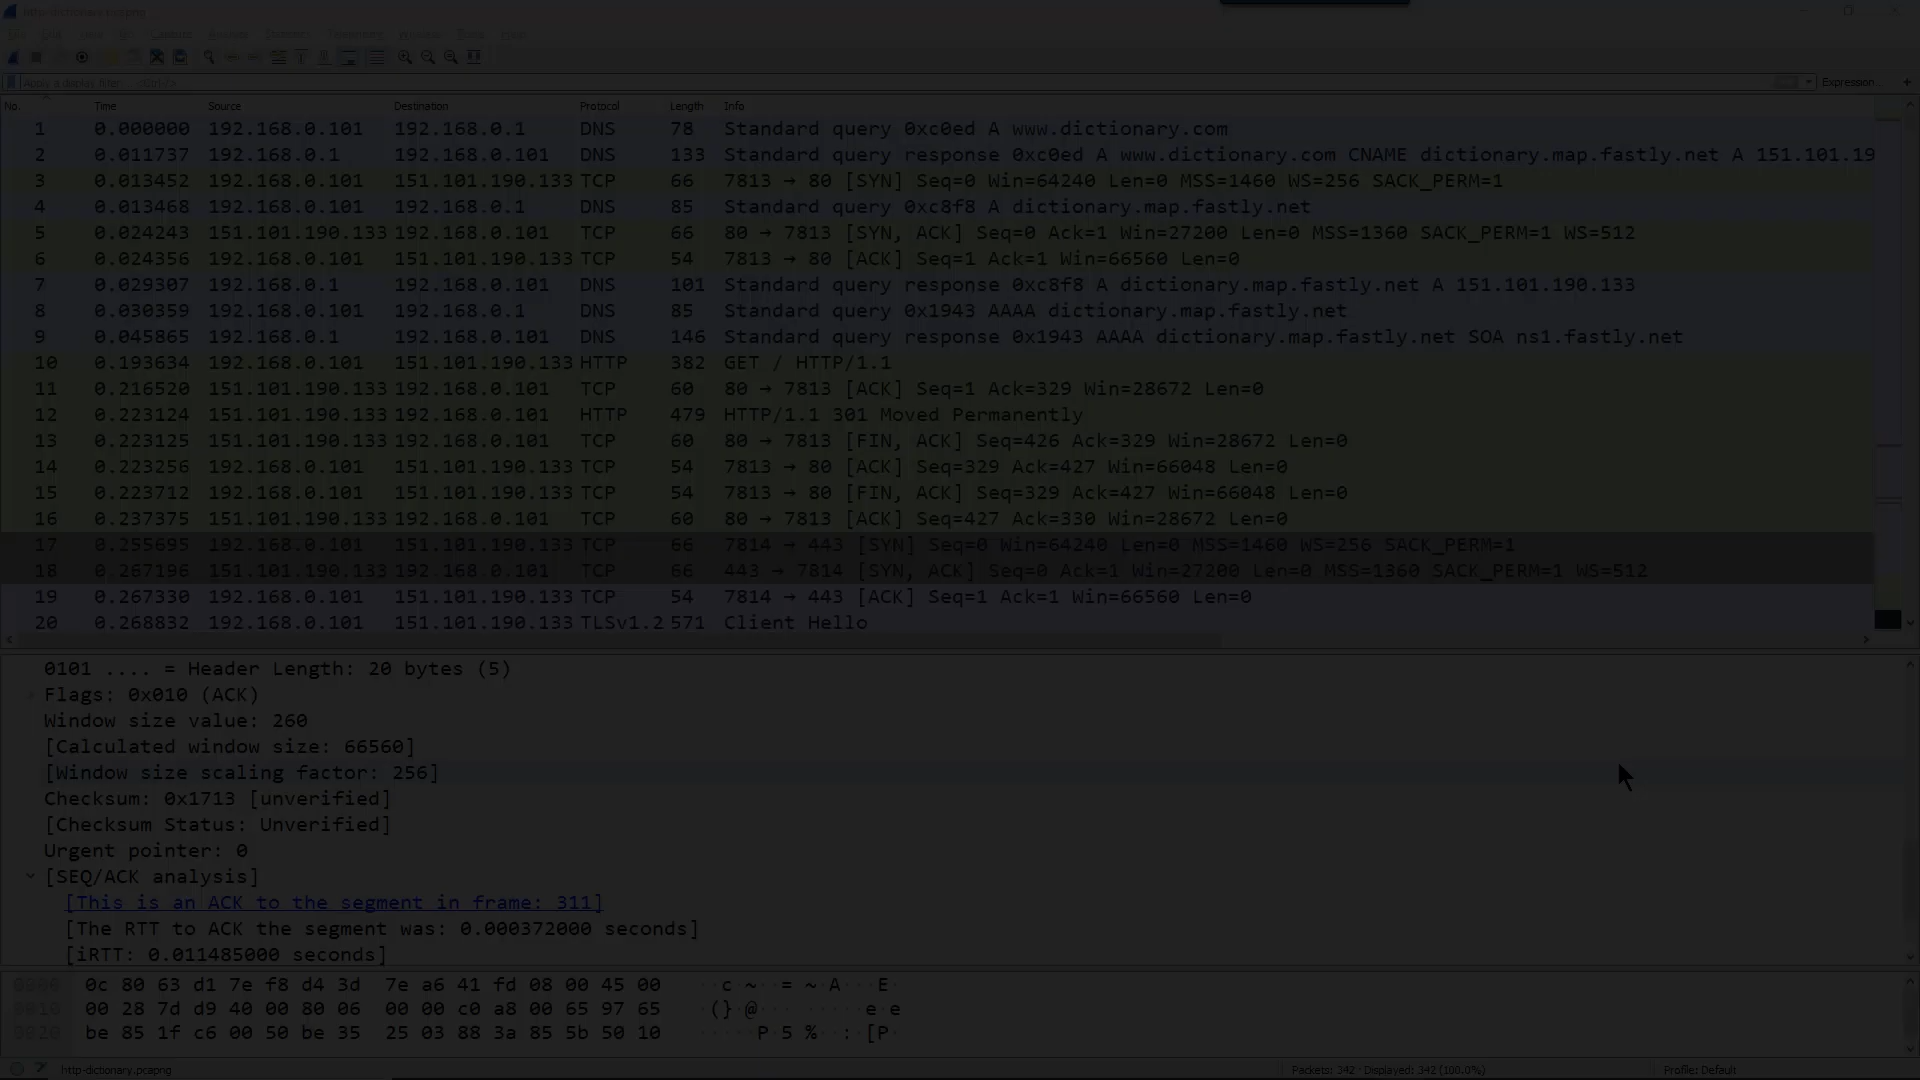 http-dictionary.pcapng
Apply a display filter ... <Ctrl-/>
Expression...
+
No. Time Source Destination Protocol Length Info
1 0.000000 192.168.0.101 192.168.0.1 DNS 78 Standard query 0xc0ed A www.dictionary.com
2 0.011737 192.168.0.1 192.168.0.101 DNS 133 Standard query response 0xc0ed A www.dictionary.com CNAME dictionary.map.fastly.net A 151.101.19
3 0.013452 192.168.0.101 151.101.190.133 TCP 66 7813 → 80 [SYN] Seq=0 Win=64240 Len=0 MSS=1460 WS=256 SACK_PERM=1
4 0.013468 192.168.0.101 192.168.0.1 DNS 85 Standard query 0xc8f8 A dictionary.map.fastly.net
5 0.024243 151.101.190.133 192.168.0.101 TCP 66 80 → 7813 [SYN, ACK] Seq=0 Ack=1 Win=27200 Len=0 MSS=1360 SACK_PERM=1 WS=512
6 0.024356 192.168.0.101 151.101.190.133 TCP 54 7813 → 80 [ACK] Seq=1 Ack=1 Win=66560 Len=0
7 0.029307 192.168.0.1 192.168.0.101 DNS 101 Standard query response 0xc8f8 A dictionary.map.fastly.net A 151.101.190.133
8 0.030359 192.168.0.101 192.168.0.1 DNS 85 Standard query 0x1943 AAAA dictionary.map.fastly.net
9 0.045865 192.168.0.1 192.168.0.101 DNS 146 Standard query response 0x1943 AAAA dictionary.map.fastly.net SOA ns1.fastly.net
10 0.193634 192.168.0.101 151.101.190.133 HTTP 382 GET / HTTP/1.1
11 0.216520 151.101.190.133 192.168.0.101 TCP 60 80 → 7813 [ACK] Seq=1 Ack=329 Win=28672 Len=0
12 0.223124 151.101.190.133 192.168.0.101 HTTP 479 HTTP/1.1 301 Moved Permanently
13 0.223125 151.101.190.133 192.168.0.101 TCP 60 80 → 7813 [FIN, ACK] Seq=426 Ack=329 Win=28672 Len=0
14 0.223256 192.168.0.101 151.101.190.133 TCP 54 7813 → 80 [ACK] Seq=329 Ack=427 Win=66048 Len=0
15 0.223712 192.168.0.101 151.101.190.133 TCP 54 7813 → 80 [FIN, ACK] Seq=329 Ack=427 Win=66048 Len=0
16 0.237375 151.101.190.133 192.168.0.101 TCP 60 80 → 7813 [ACK] Seq=427 Ack=330 Win=28672 Len=0
17 0.255695 192.168.0.101 151.101.190.133 TCP 66 7814 → 443 [SYN] Seq=0 Win=64240 Len=0 MSS=1460 WS=256 SACK_PERM=1
18 0.267196 151.101.190.133 192.168.0.101 TCP 66 443 → 7814 [SYN, ACK] Seq=0 Ack=1 Win=27200 Len=0 MSS=1360 SACK_PERM=1 WS=512
19 0.267330 192.168.0.101 151.101.190.133 TCP 54 7814 → 443 [ACK] Seq=1 Ack=1 Win=66560 Len=0
20 0.268832 192.168.0.101 151.101.190.133 TLSv1.2 571 Client Hello
0101 .... = Header Length: 20 bytes (5)
Flags: 0x010 (ACK)
Window size value: 260
[Calculated window size: 66560]
[Window size scaling factor: 256]
Checksum: 0x1713 [unverified]
[Checksum Status: Unverified]
Urgent pointer: 0
[SEQ/ACK analysis]
[This is an ACK to the segment in frame: 311]
[The RTT to ACK the segment was: 0.000372000 seconds]
[iRTT: 0.011485000 seconds]
0000 0c 80 63 d1 7e f8 d4 3d 7e a6 41 fd 08 00 45 00 ··c·~··= ~·A···E·
0010 00 28 7d d9 40 00 80 06 00 00 c0 a8 00 65 97 65 ·(}·@··· ·····e·e
0020 be 85 1f c6 00 50 be 35 25 03 88 3a 85 5b 50 10 ·····P·5 %··:·[P·
http-dictionary.pcapng
Packets: 342 · Displayed: 342 (100.0%)
Profile: Default